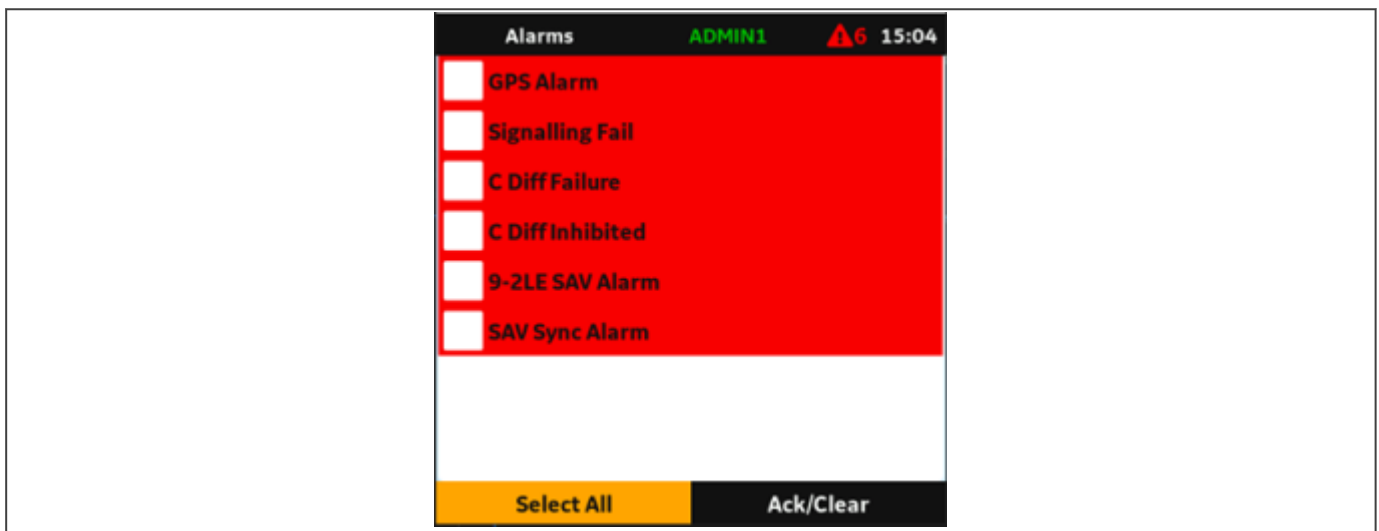 Alarms ADMIN1 6 15:04
GPS Alarm
Signalling Fail
C Diff Failure
C Diff Inhibited
9-2LE SAV Alarm
SAV Sync Alarm
Select All Ack/Clear